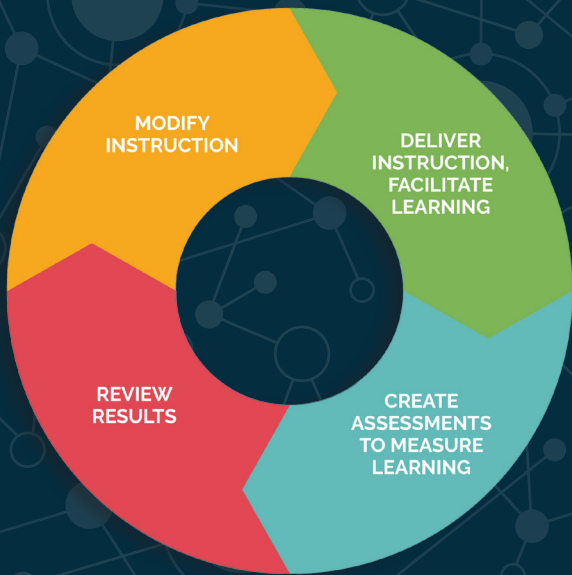 MODIFY
INSTRUCTION
DELIVER
INSTRUCTION,
FACILITATE
LEARNING
CREATE
ASSESSMENTS
TO MEASURE
LEARNING
REVIEW
RESULTS